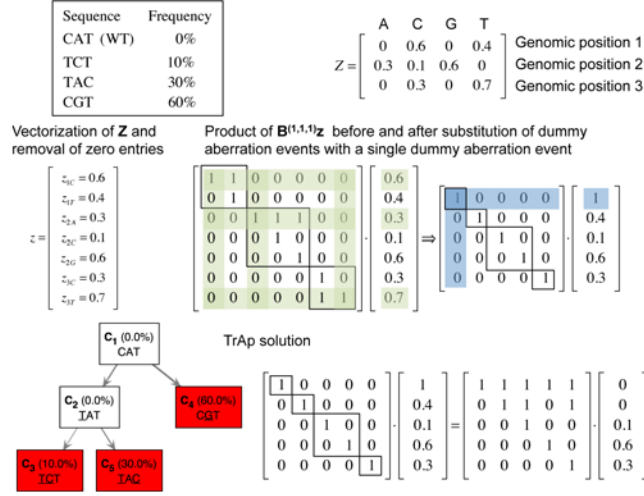 Sequence Frequency
CAT (WT) 0%
TCT 10%
TAC 30%
CGT 60%
A C G T
0 0.6 0 0.4 Genomic position 1
Z = 0.3 0.1 0.6 0 Genomic position 2
0 0.3 0 0.7 Genomic position 3
Vectorization of Z and
removal of zero entries
Product of B(1,1,1)z before and after substitution of dummy
aberration events with a single dummy aberration event
z1C = 0.6
z1T = 0.4
z2A = 0.3
z = z2C = 0.1
z2G = 0.6
z3C = 0.3
z3T = 0.7
1 1 0 0 0 0 0 0.6
0 1 0 0 0 0 0 0.4
0 0 1 1 1 0 0 0.3
0 0 0 1 0 0 0 · 0.1 ⇒
0 0 0 0 1 0 0 0.6
0 0 0 0 0 1 0 0.3
0 0 0 0 0 1 1 0.7
1 0 0 0 0 1
0 1 0 0 0 0.4
0 0 1 0 0 · 0.1
0 0 0 1 0 0.6
0 0 0 0 1 0.3
TrAp solution
C1 (0.0%)
CAT
C2 (0.0%)
TAT
C4 (60.0%)
CGT
C3 (10.0%)
TCT
C5 (30.0%)
TAC
1 0 0 0 0 1 1 1 1 1 1 0
0 1 0 0 0 0.4 0 1 1 0 1 0
0 0 1 0 0 · 0.1 = 0 0 1 0 0 · 0.1
0 0 0 1 0 0.6 0 0 0 1 0 0.6
0 0 0 0 1 0.3 0 0 0 0 1 0.3